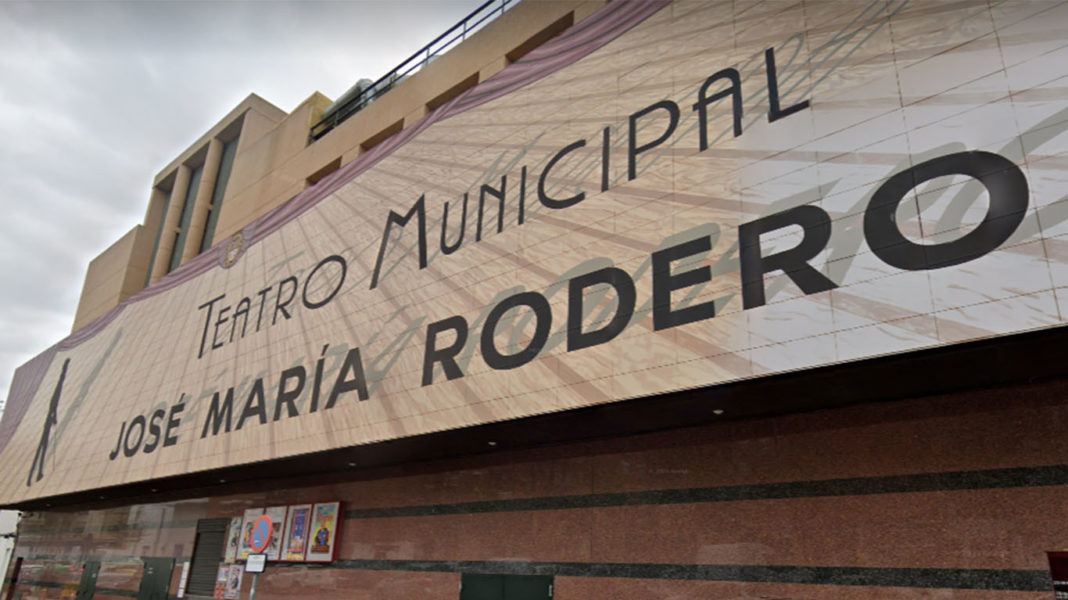 TEATRO MUNICIPAL
JOSÉ MARÍA RODERO